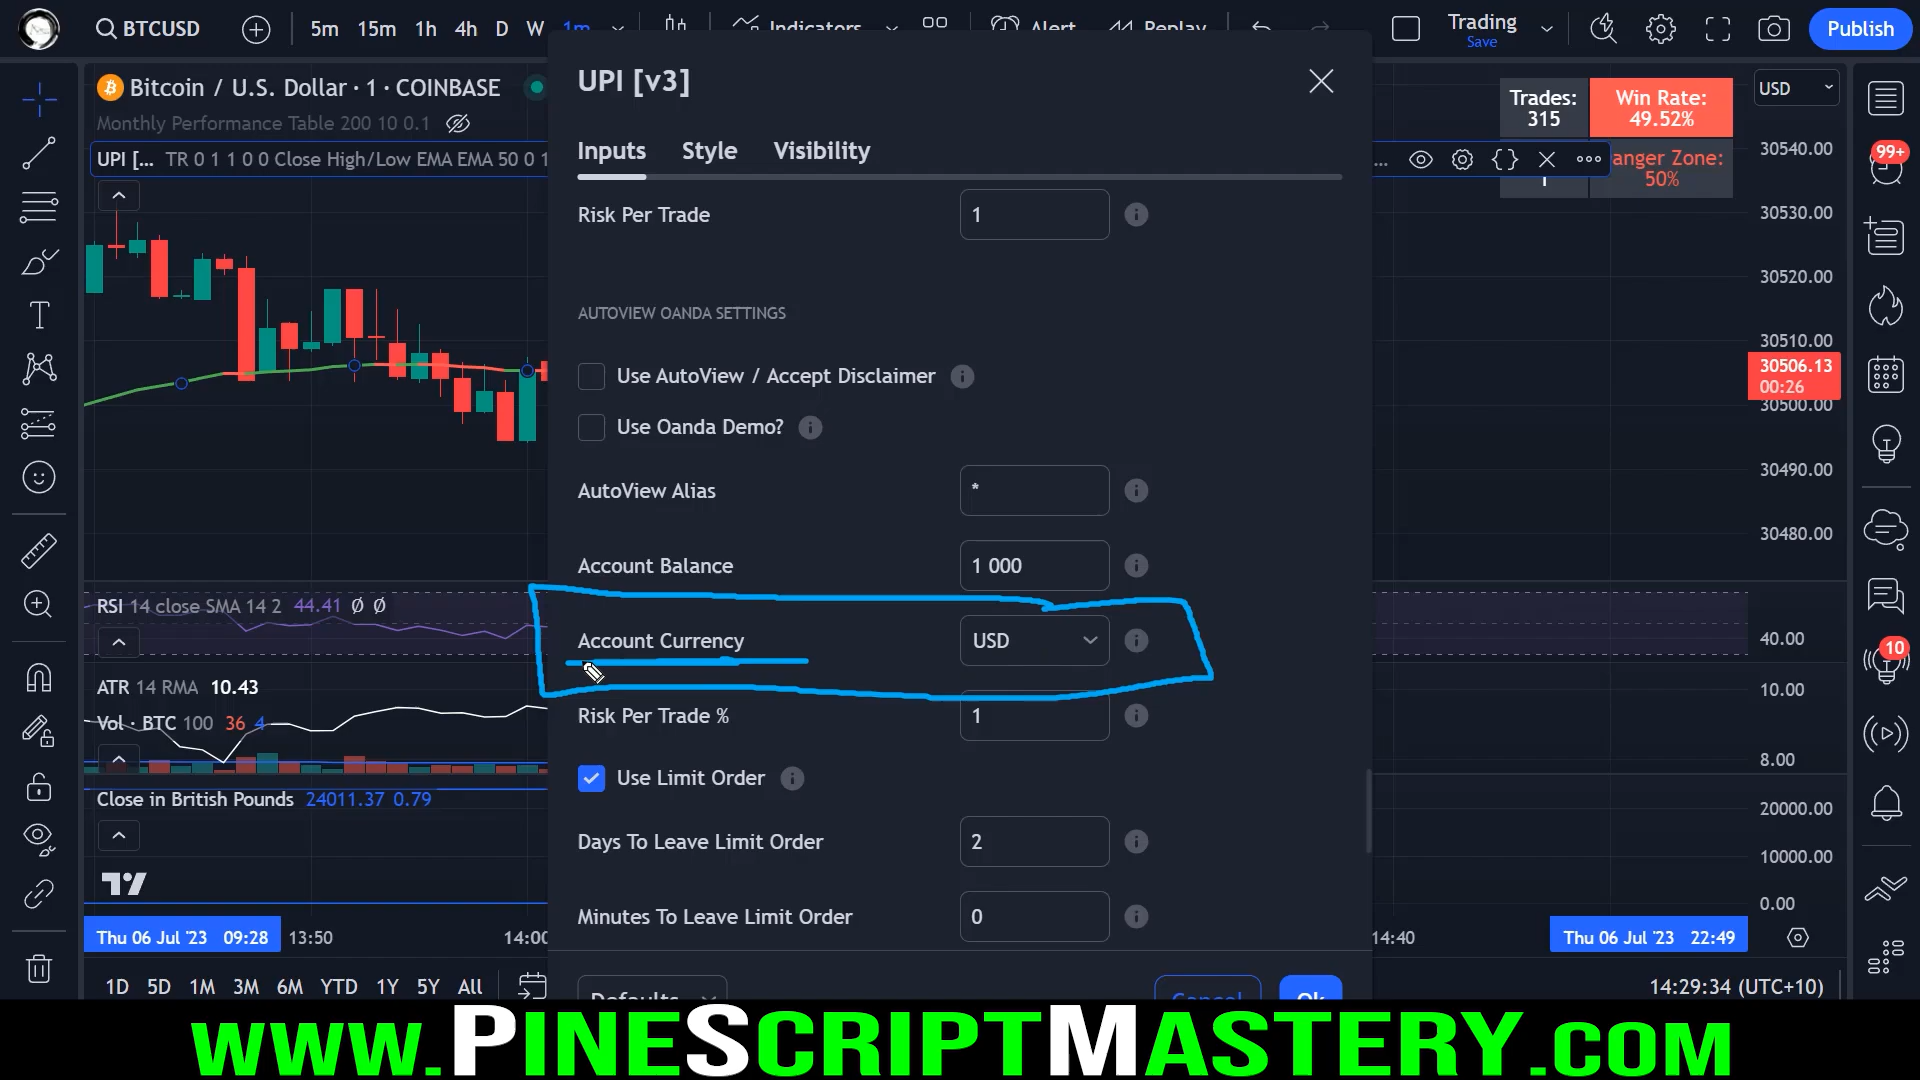 BTCUSD
5m 15m 1h 4h D W 1m
Indicators
Alert
Replay
Trading
Save
Publish
Bitcoin / U.S. Dollar · 1 · COINBASE
Monthly Performance Table 200 10 0.1
UPI [... TR 0 1 1 0 0 Close High/Low EMA EMA 50 0 1
UPI [v3]
Inputs Style Visibility
Risk Per Trade 1
AUTOVIEW OANDA SETTINGS
Use AutoView / Accept Disclaimer
Use Oanda Demo?
AutoView Alias *
Account Balance 1 000
Account Currency USD
Risk Per Trade % 1
Use Limit Order
Days To Leave Limit Order 2
Minutes To Leave Limit Order 0
Defaults
Cancel
Ok
Trades:
315
Win Rate:
49.52%
anger Zone:
50%
1
USD
30540.00
30530.00
30520.00
30510.00
30506.13
00:26
30500.00
30490.00
30480.00
40.00
10.00
8.00
20000.00
10000.00
0.00
99+
10
RSI 14 close SMA 14 2 44.41 Ø Ø
ATR 14 RMA 10.43
Vol · BTC 100 36 4
Close in British Pounds 24011.37 0.79
Thu 06 Jul '23 09:28
13:50
14:00
14:40
Thu 06 Jul '23 22:49
1D 5D 1M 3M 6M YTD 1Y 5Y All
14:29:34 (UTC+10)
www.PineScriptMastery.com